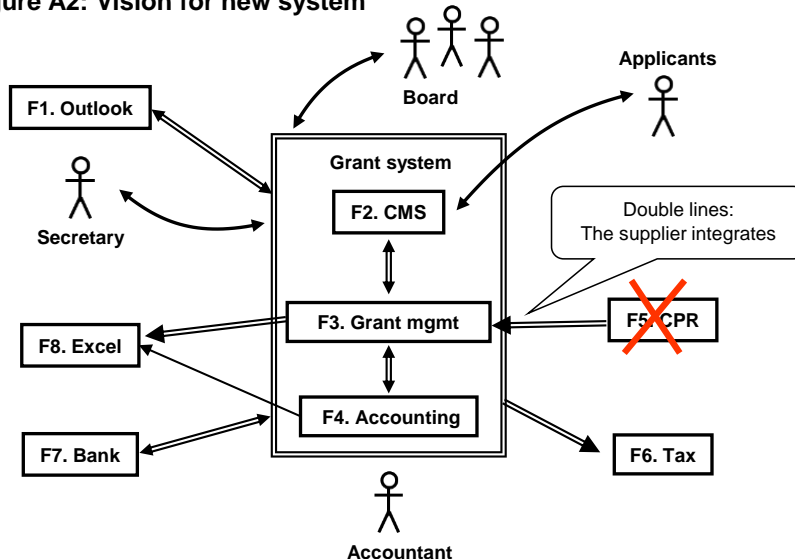 gure A2: Vision for new system
Applicants
Board
F1. Outlook
Grant system
F2. CMS
Double lines:
The supplier integrates
Secretary
F3. Grant mgmt
F5. CPR
F8. Excel
F4. Accounting
F7. Bank
F6. Tax
Accountant